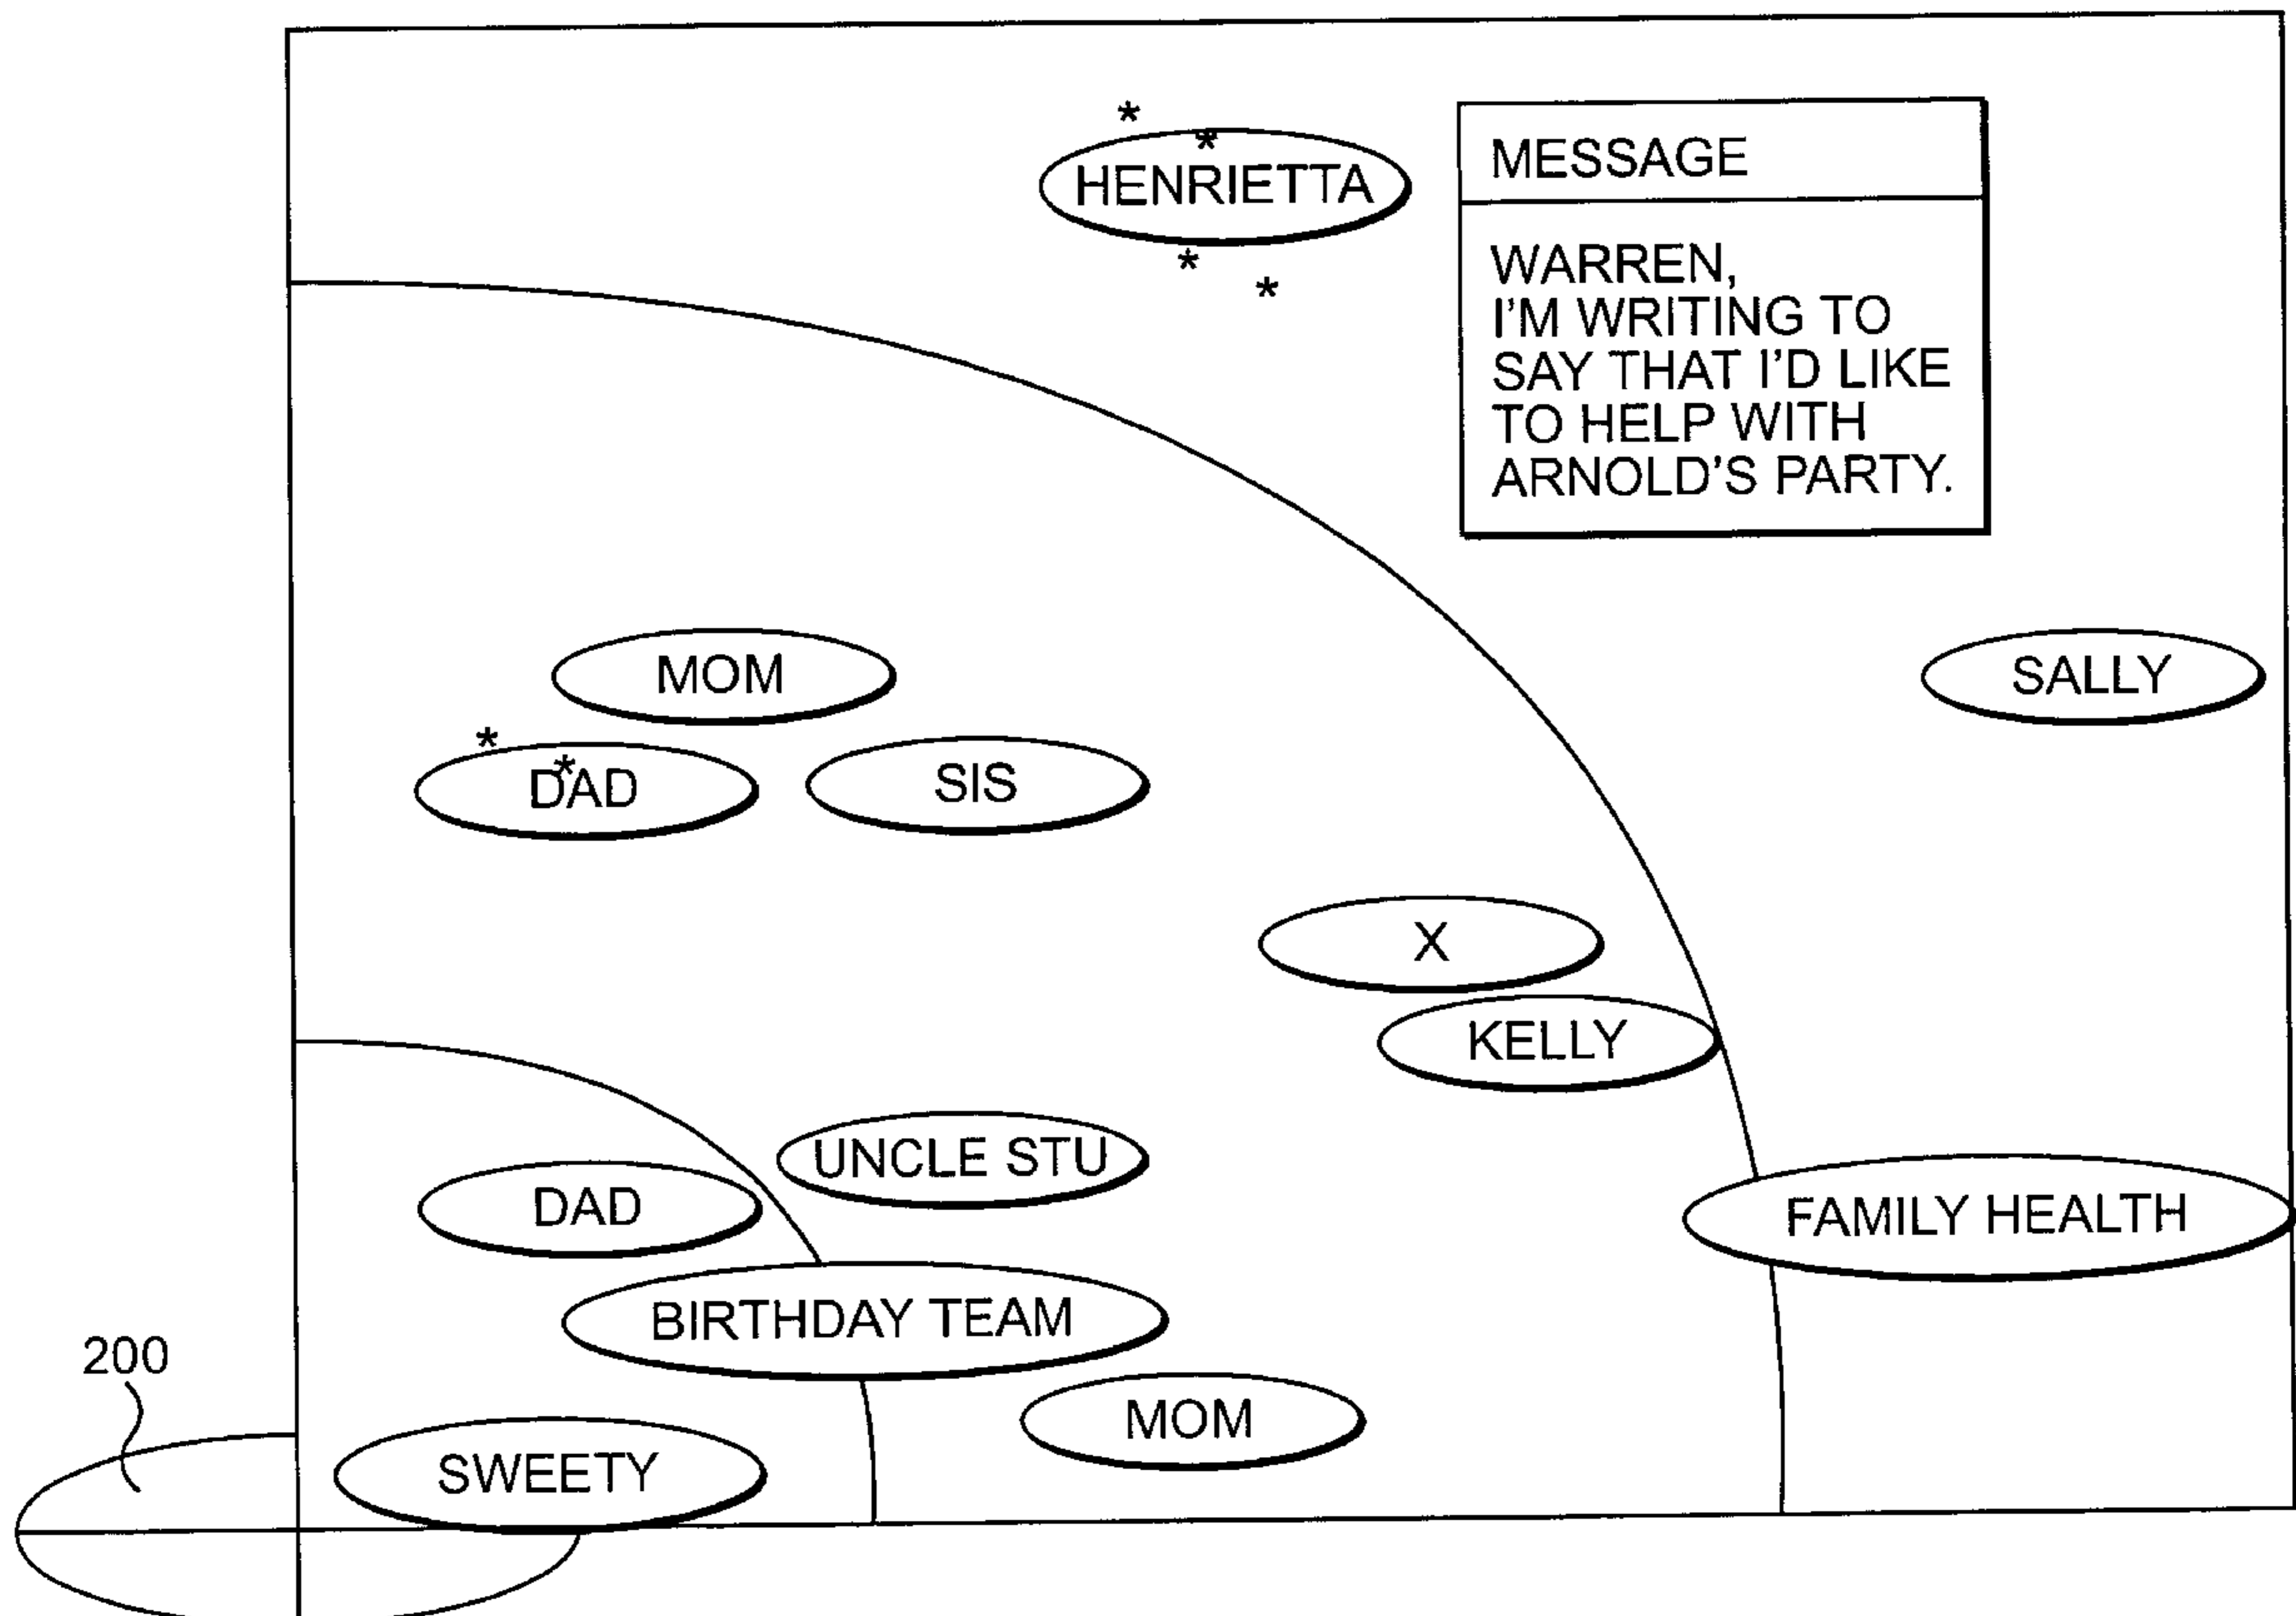 HENRIETTA
MESSAGE
WARREN,
I'M WRITING TO
SAY THAT I'D LIKE
TO HELP WITH
ARNOLD'S PARTY.
MOM
SALLY
DAD
SIS
X
KELLY
UNCLE STU
DAD
FAMILY HEALTH
BIRTHDAY TEAM
200
MOM
SWEETY